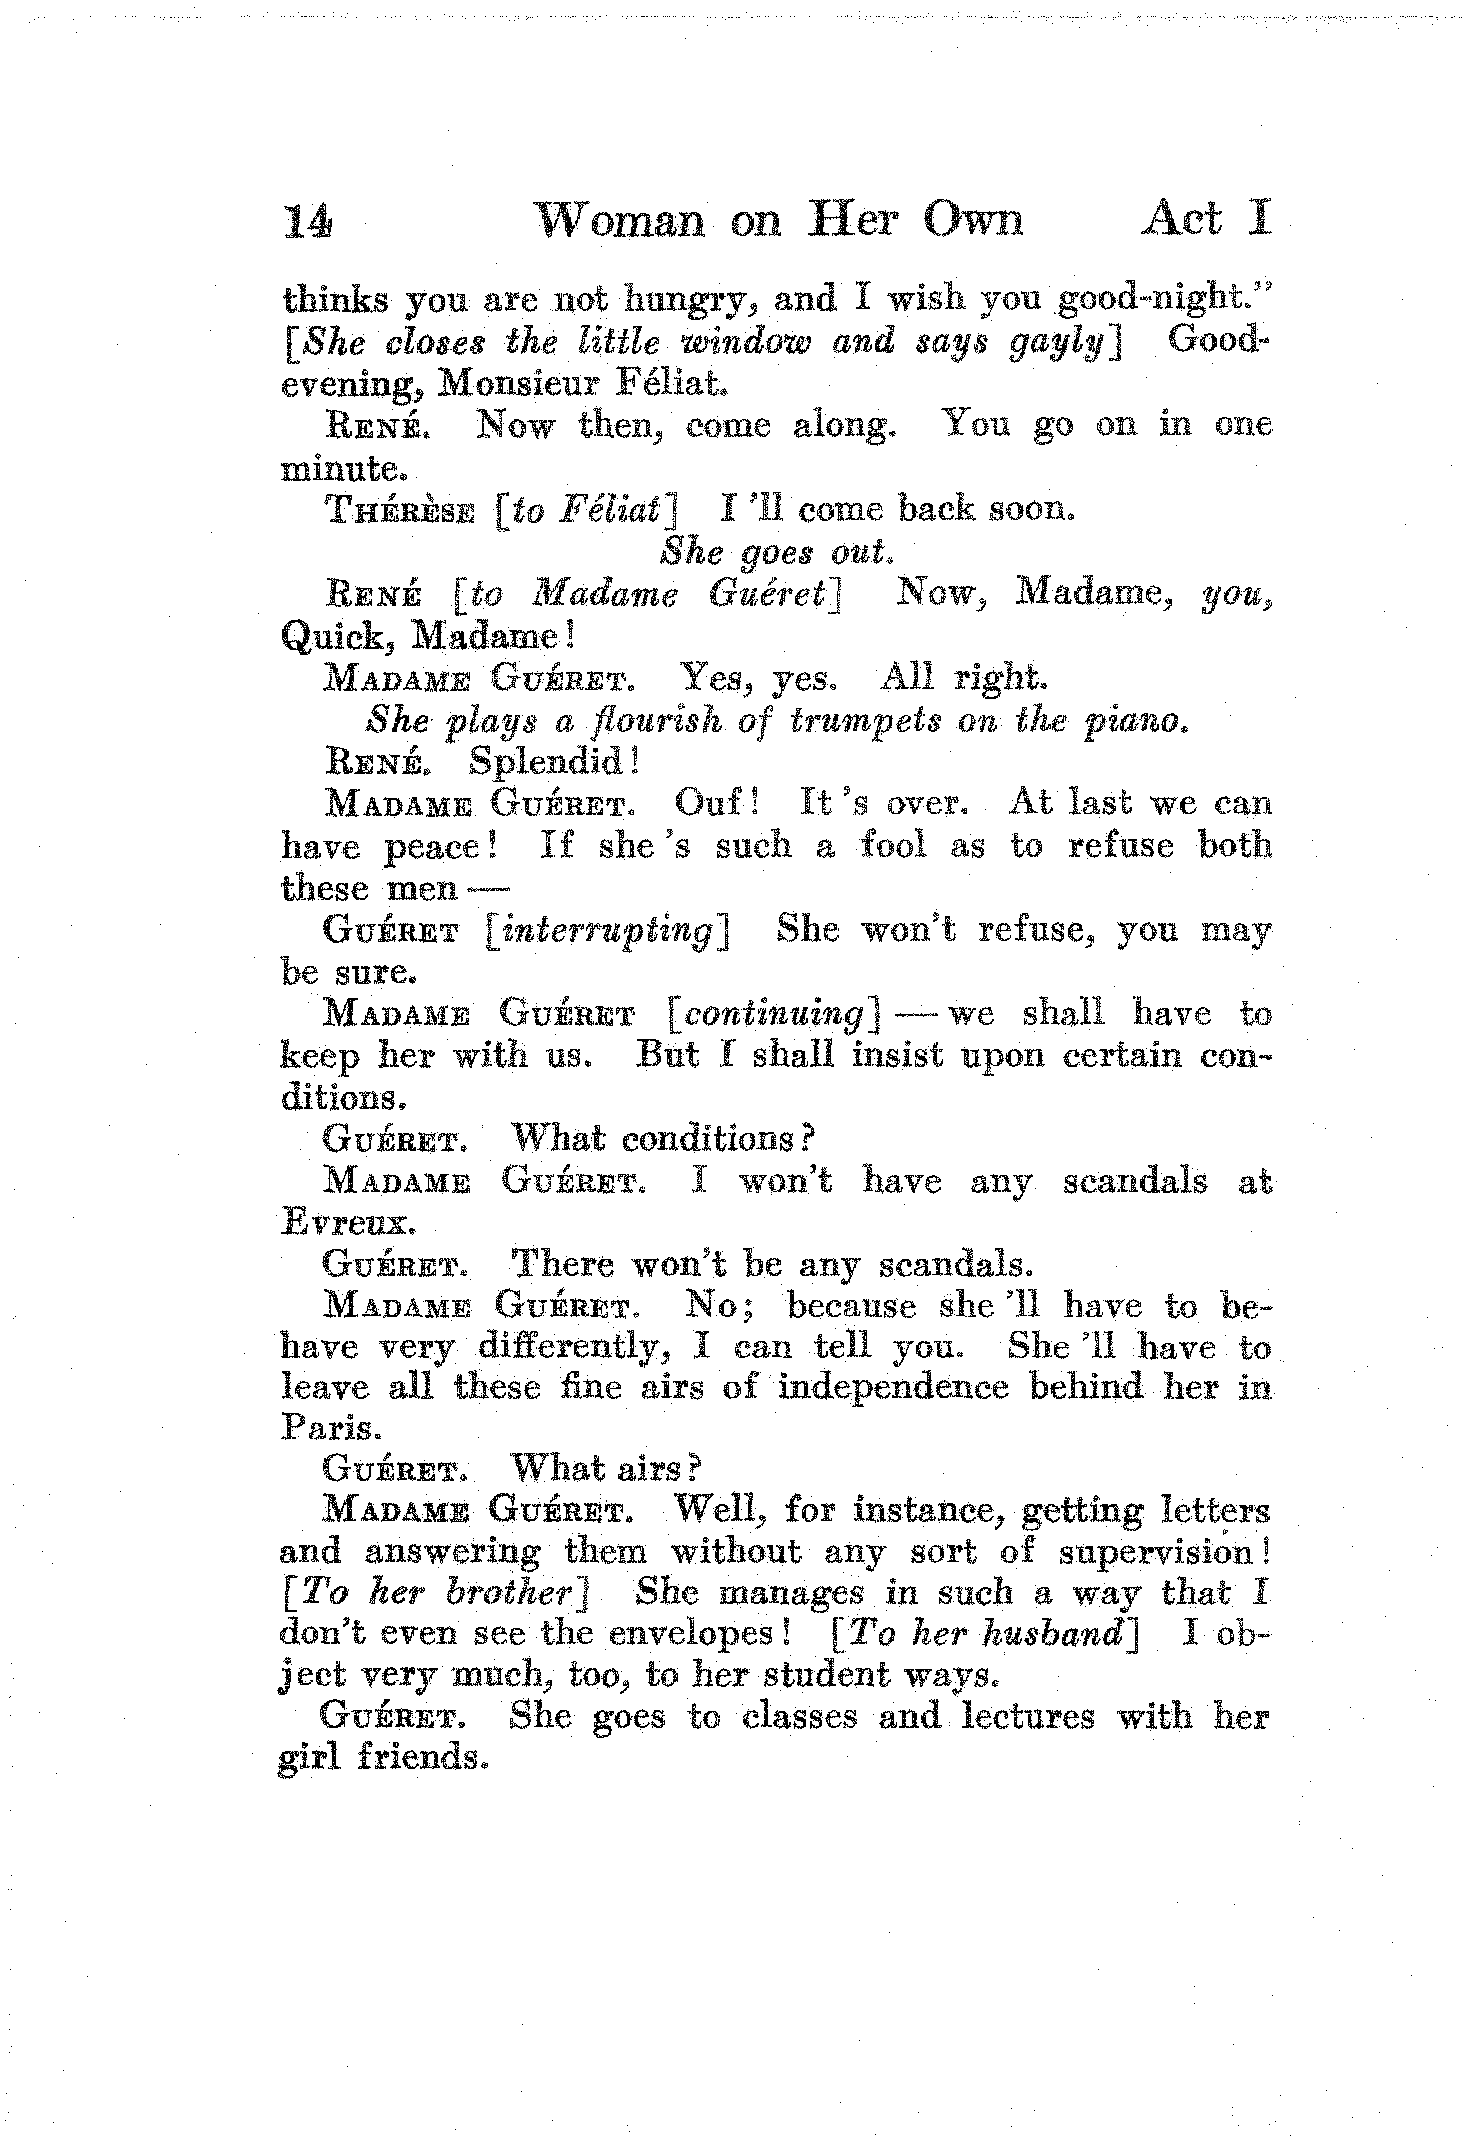 14 Woman on Her Own Act I
thinks you are not hungry, and I wish you good-night."
[She closes the little window and says gayly] Good-
evening, Monsieur Féliat.
RENÉ. Now then, come along. You go on in one
minute.
THÉRÈSE [to Féliat] I 'll come back soon.
She goes out.
RENÉ [to Madame Guéret] Now, Madame, you,
Quick, Madame!
MADAME GUÉRET. Yes, yes. All right.
She plays a flourish of trumpets on the piano.
RENÉ. Splendid!
MADAME GUÉRET. Ouf! It 's over. At last we can
have peace! If she 's such a fool as to refuse both
these men —
GUÉRET [interrupting] She won't refuse, you may
be sure.
MADAME GUÉRET [continuing] — we shall have to
keep her with us. But I shall insist upon certain con-
ditions.
GUÉRET. What conditions?
MADAME GUÉRET. I won't have any scandals at
Evreux.
GUÉRET. There won't be any scandals.
MADAME GUÉRET. No; because she 'll have to be-
have very differently, I can tell you. She 'll have to
leave all these fine airs of independence behind her in
Paris.
GUÉRET. What airs?
MADAME GUÉRET. Well, for instance, getting letters
and answering them without any sort of supervision!
[To her brother] She manages in such a way that I
don't even see the envelopes! [To her husband] I ob-
ject very much, too, to her student ways.
GUÉRET. She goes to classes and lectures with her
girl friends.